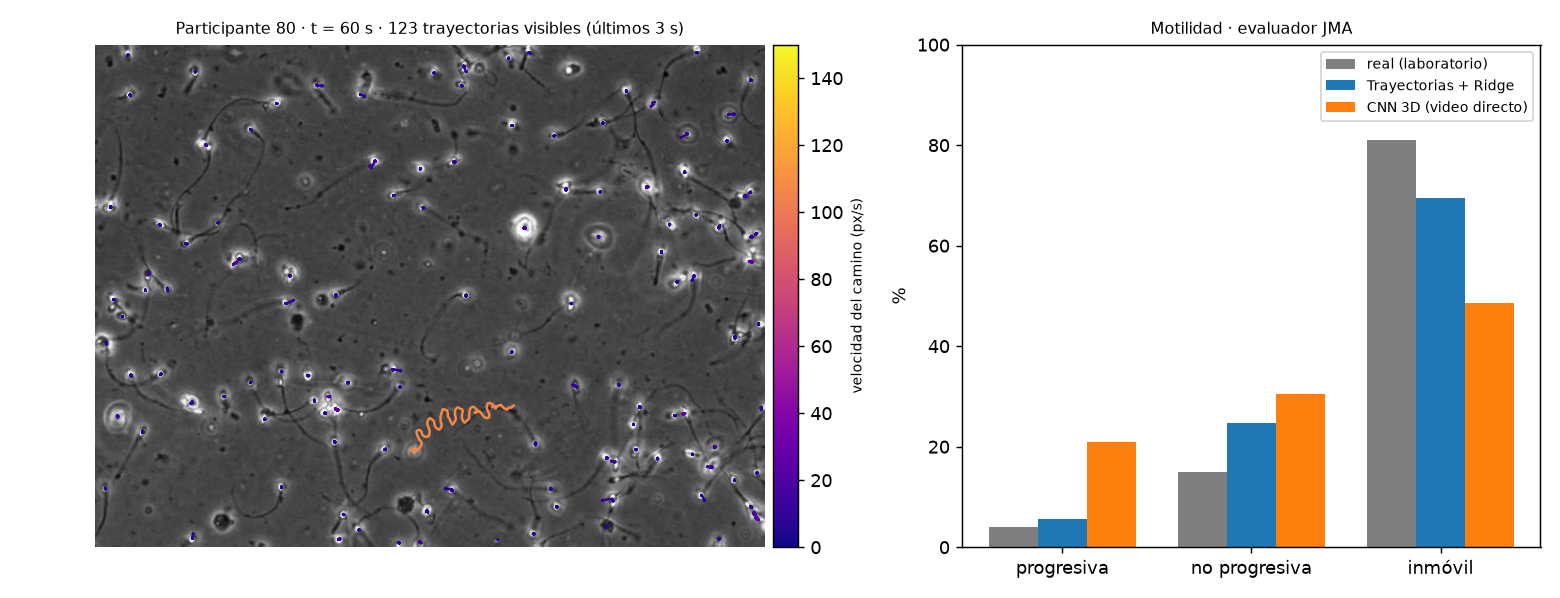 Participante 80 · t = 60 s · 123 trayectorias visibles (últimos 3 s)
140
120
100
80
60
40
20
0
velocidad del camino (px/s)
Motilidad · evaluador JMA
100
80
60
40
20
0
%
real (laboratorio)
Trayectorias + Ridge
CNN 3D (video directo)
progresiva
no progresiva
inmóvil